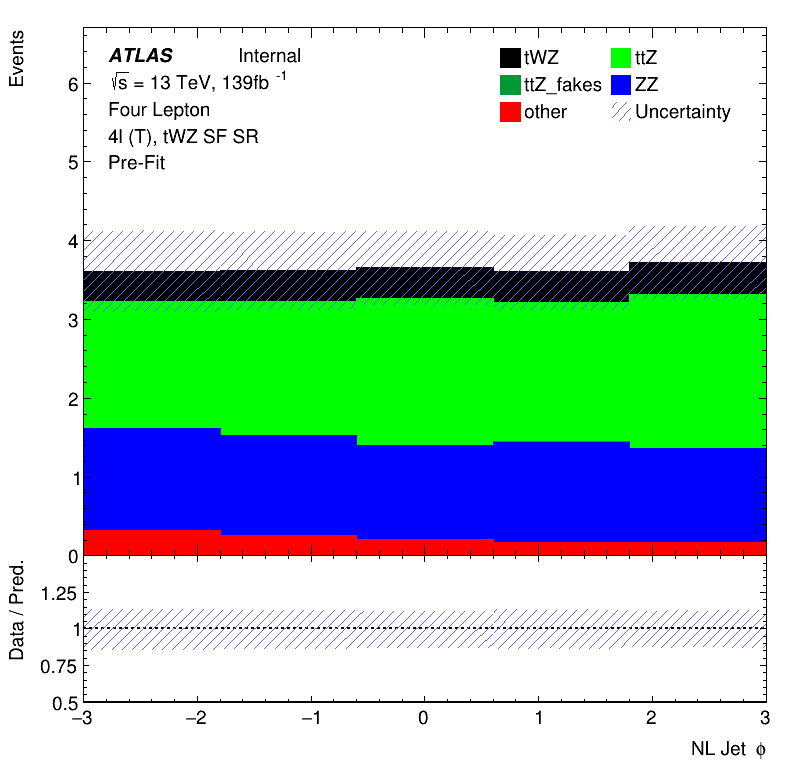 Events
ATLAS Internal
√s = 13 TeV, 139fb -1
Four Lepton
4l (T), tWZ SF SR
Pre-Fit
tWZ ttZ
ttZ_fakes ZZ
other Uncertainty
6
5
4
3
2
1
0
Data / Pred.
1.25
1
0.75
0.5
−3 −2 −1 0 1 2 3
NL Jet ϕ